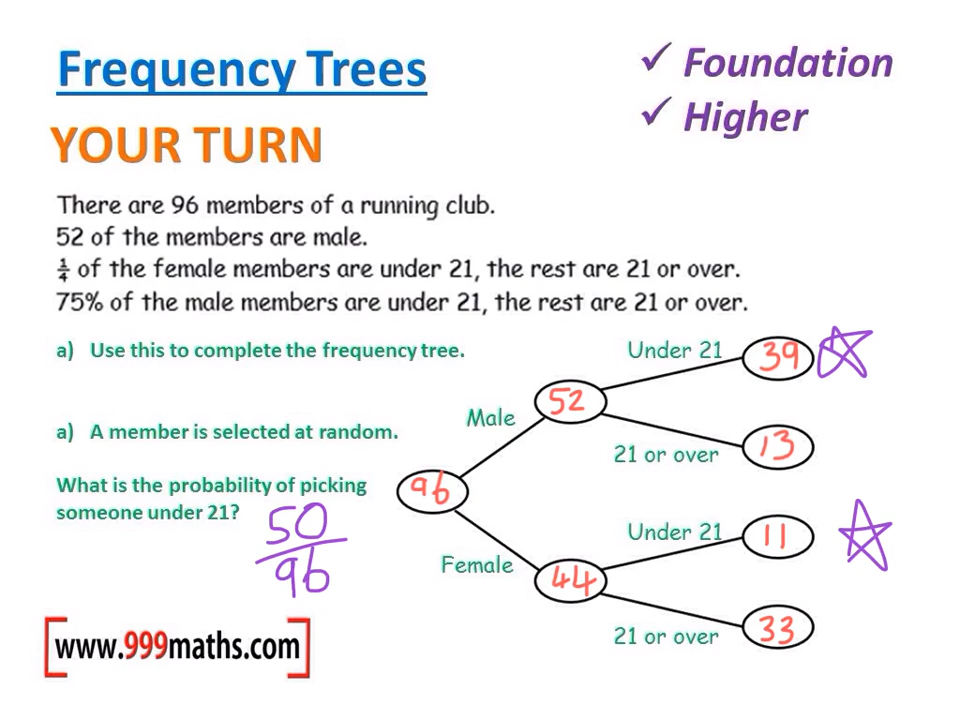 Frequency Trees
✓ Foundation
✓ Higher
YOUR TURN
There are 96 members of a running club.
52 of the members are male.
¼ of the female members are under 21, the rest are 21 or over.
75% of the male members are under 21, the rest are 21 or over.
a) Use this to complete the frequency tree.
a) A member is selected at random.
What is the probability of picking
someone under 21?
50
96
96
Male
52
Under 21
39
21 or over
13
Female
44
Under 21
11
21 or over
33
[www.999maths.com]